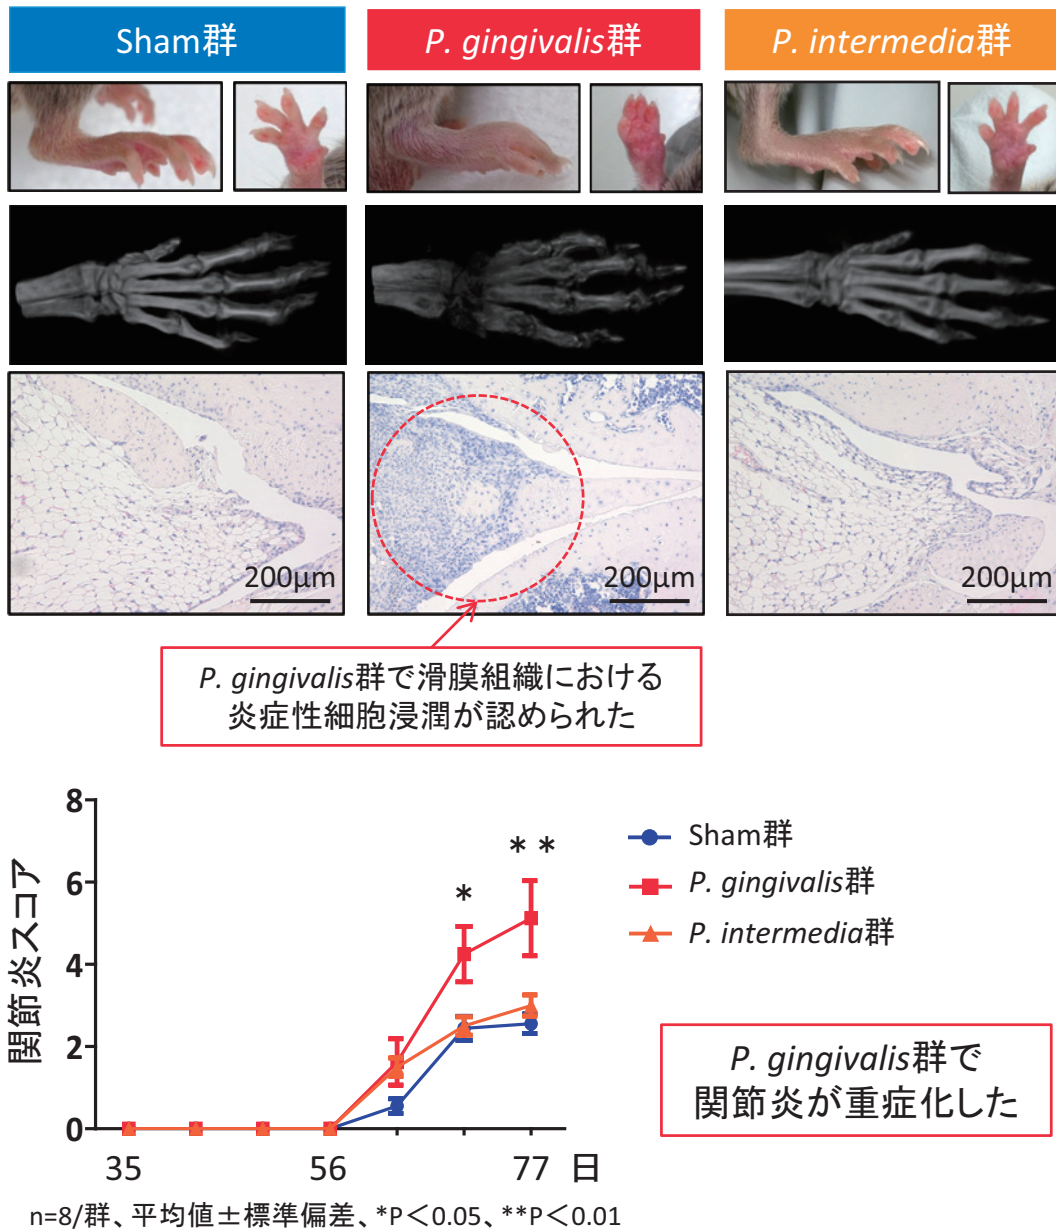 Sham群
P. gingivalis群
P. intermedia群
200μm
200μm
200μm
P. gingivalis群で滑膜組織における
炎症性細胞浸潤が認められた
関節炎スコア
8
6
4
2
0
35
56
77
日
*
* *
Sham群
P. gingivalis群
P. intermedia群
P. gingivalis群で
関節炎が重症化した
n=8/群、平均値±標準偏差、*P<0.05、**P<0.01